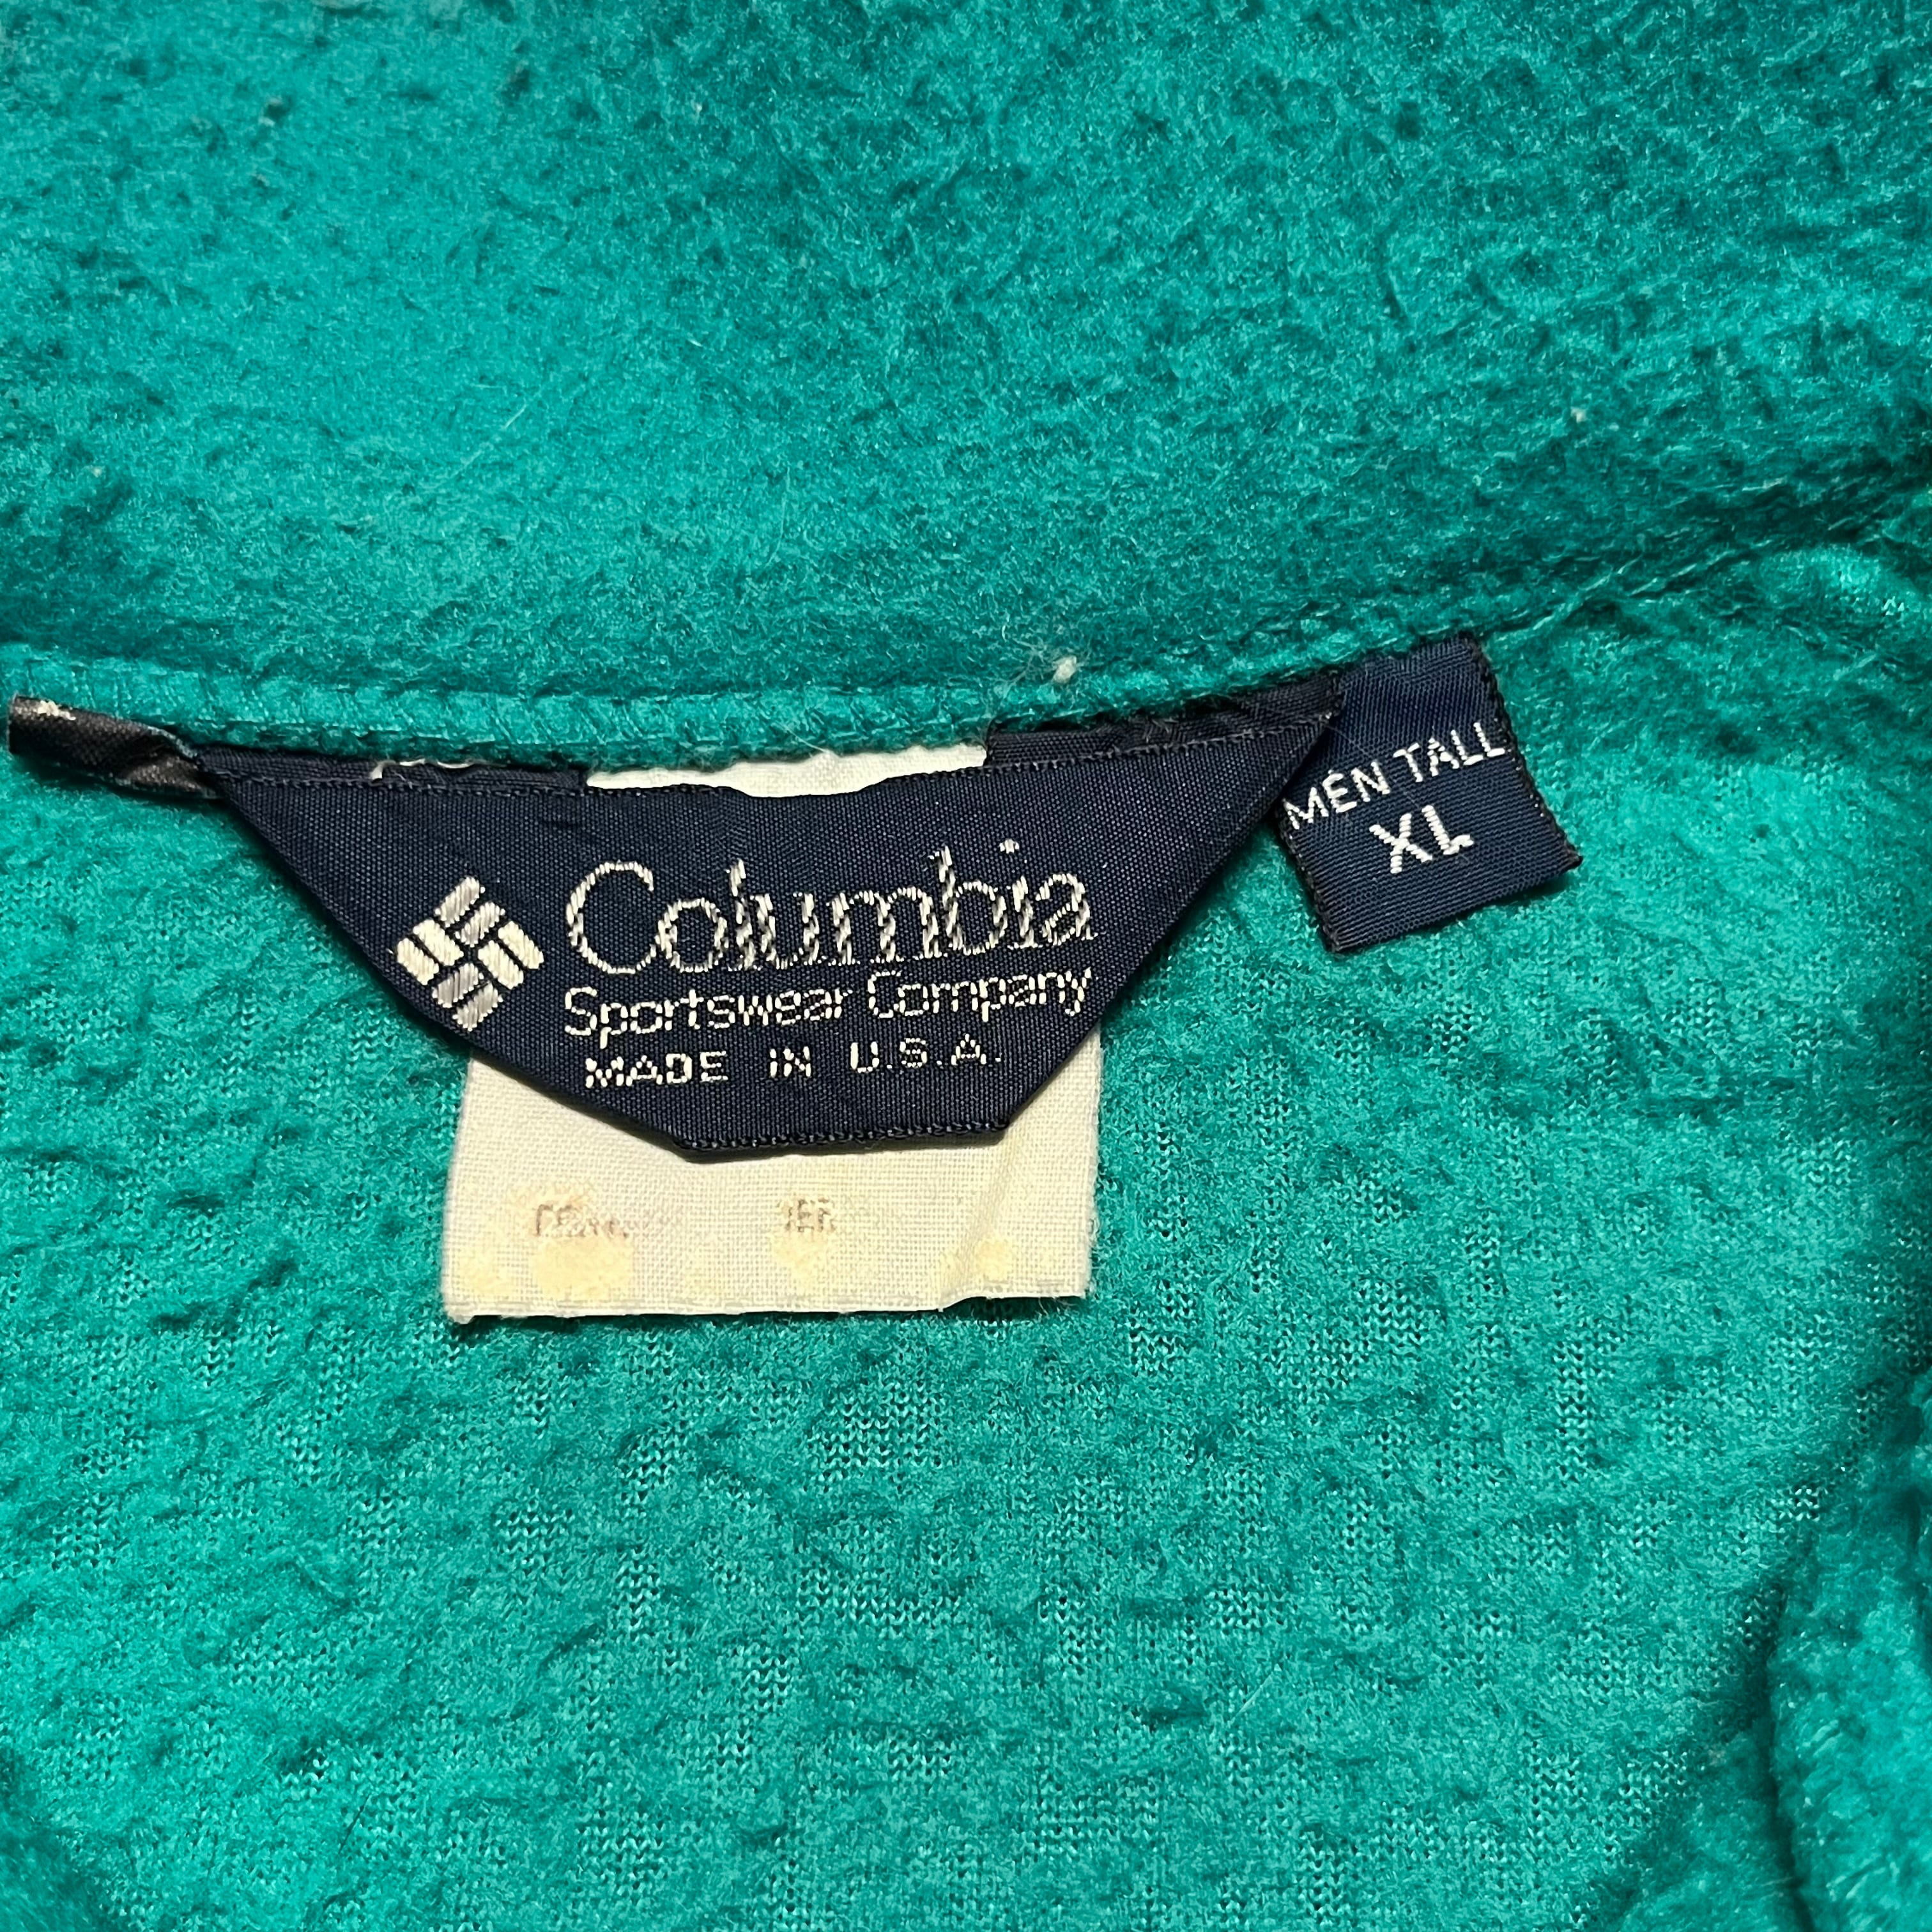 Columbia
Sportswear Company
MADE IN U.S.A.
MEN TALL
XL